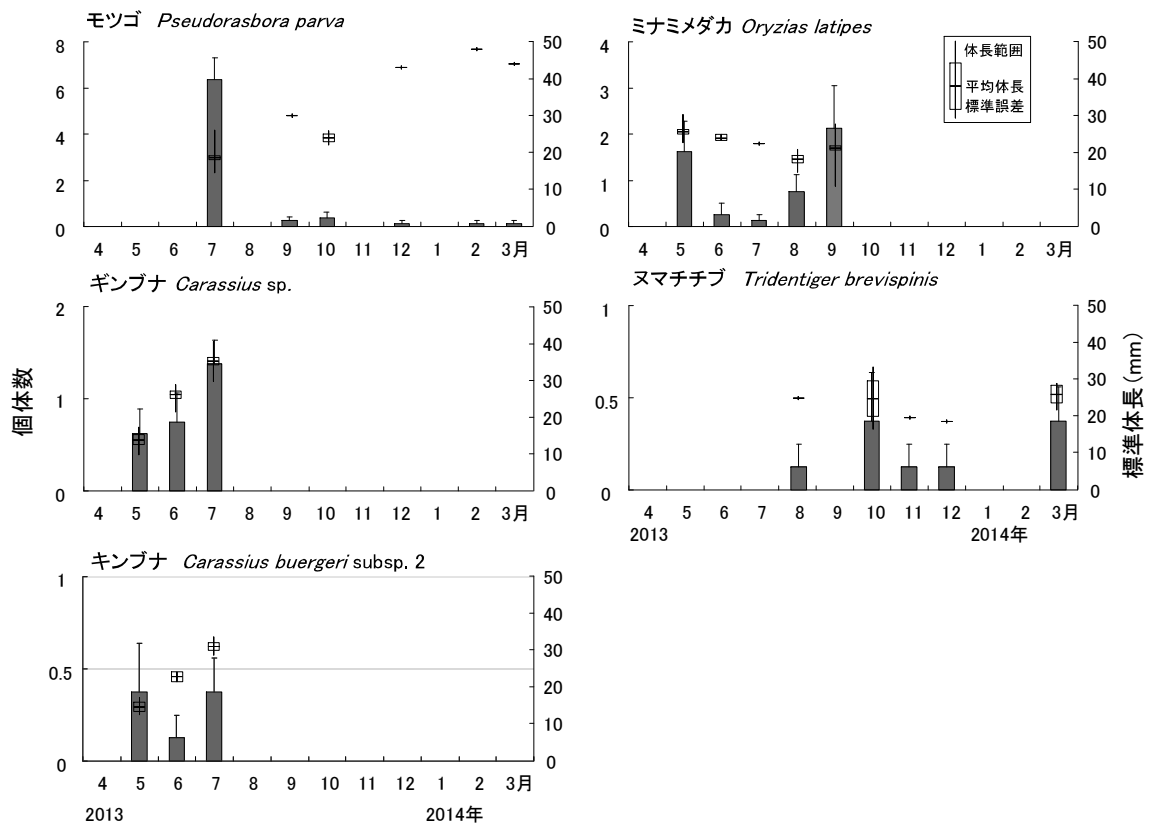 モツゴ Pseudorasbora parva
8
6
4
2
0
50
40
30
20
10
0
4 5 6 7 8 9 10 11 12 1 2 3月
ミナミメダカ Oryzias latipes
体長範囲
平均体長
標準誤差
4
3
2
1
0
50
40
30
20
10
0
4 5 6 7 8 9 10 11 12 1 2 3月
ギンブナ Carassius sp.
2
1
0
50
40
30
20
10
0
4 5 6 7 8 9 10 11 12 1 2 3月
個体数
ヌマチチブ Tridentiger brevispinis
1
0.5
0
50
40
30
20
10
0
4 5 6 7 8 9 10 11 12 1 2 3月
2013 2014年
標準体長(mm)
キンブナ Carassius buergeri subsp. 2
1
0.5
0
50
40
30
20
10
0
4 5 6 7 8 9 10 11 12 1 2 3月
2013 2014年